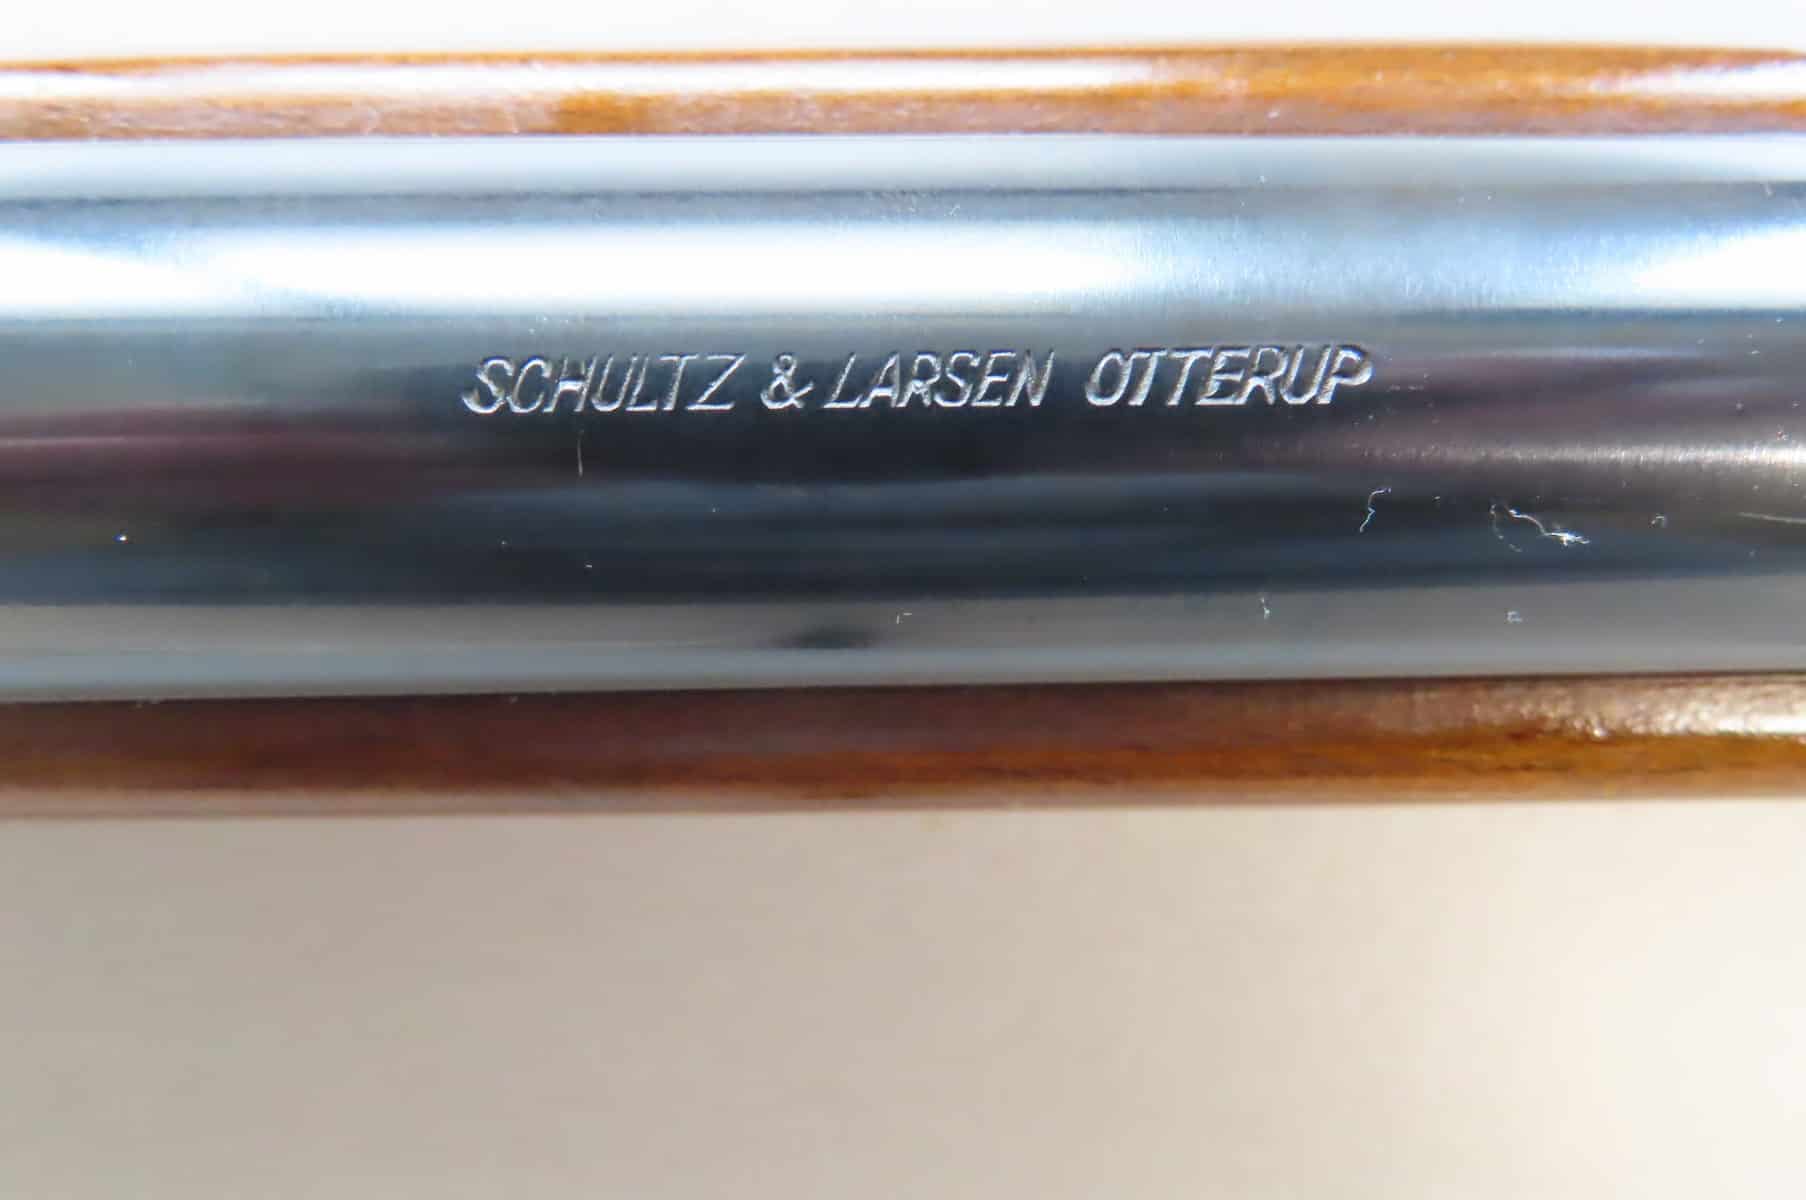 SCHULTZ & LARSEN OTTERUP